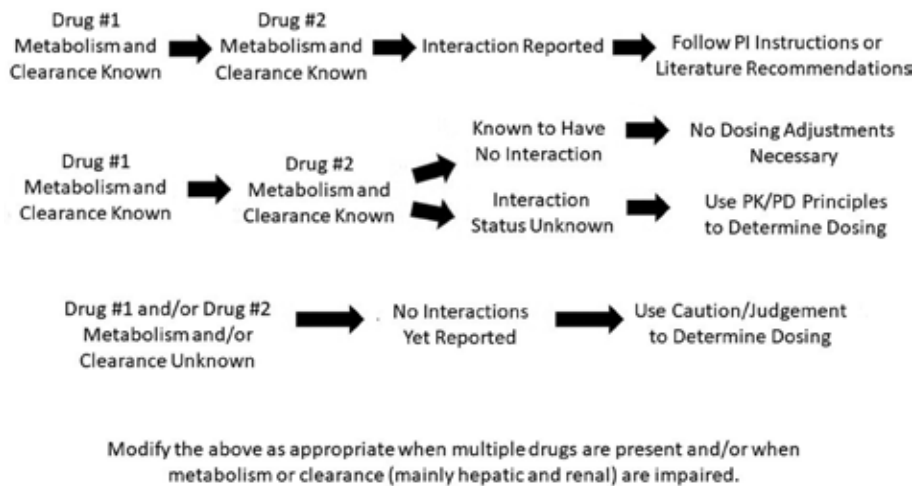 Drug #1
Metabolism and
Clearance Known
Drug #2
Metabolism and
Clearance Known
Interaction Reported
Follow PI Instructions or
Literature Recommendations
Drug #1
Metabolism and
Clearance Known
Drug #2
Metabolism and
Clearance Known
Known to Have
No Interaction
No Dosing Adjustments
Necessary
Interaction
Status Unknown
Use PK/PD Principles
to Determine Dosing
Drug #1 and/or Drug #2
Metabolism and/or
Clearance Unknown
No Interactions
Yet Reported
Use Caution/Judgement
to Determine Dosing
Modify the above as appropriate when multiple drugs are present and/or when
metabolism or clearance (mainly hepatic and renal) are impaired.